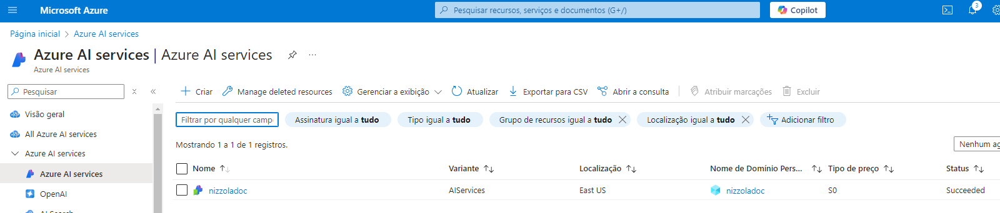 Microsoft Azure
Pesquisar recursos, serviços e documentos (G+/)
Copilot
3
Página inicial > Azure AI services
Azure AI services | Azure AI services
Azure AI services
Pesquisar
Criar Manage deleted resources Gerenciar a exibição Atualizar Exportar para CSV Abrir a consulta Atribuir marcações Excluir
Visão geral
All Azure AI services
Azure AI services
Azure AI services
OpenAI
AI Search
Filtrar por qualquer camp
Assinatura igual a tudo
Tipo igual a tudo
Grupo de recursos igual a tudo
Localização igual a tudo
Adicionar filtro
Mostrando 1 a 1 de 1 registros.
Nenhum ag
Nome Variante Localização Nome de Domínio Pers... Tipo de preço Status
nizzoladoc AIServices East US nizzoladoc S0 Succeeded